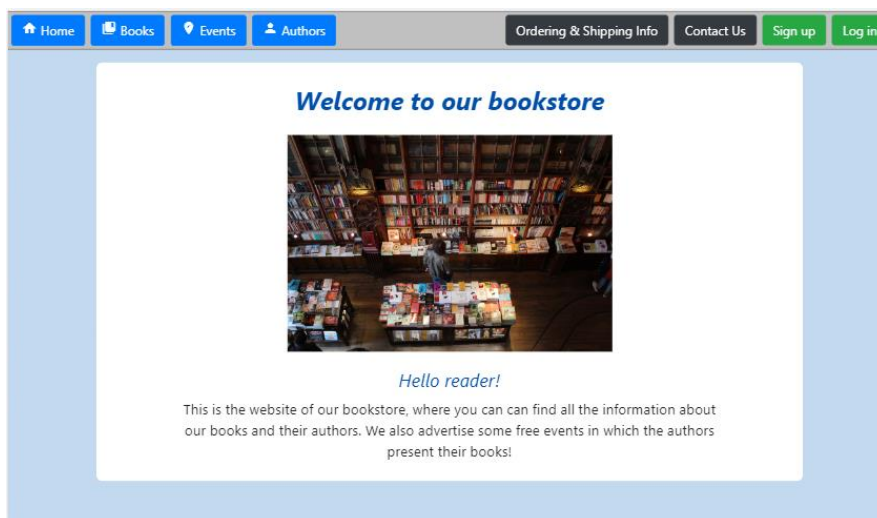 Home
Books
Events
Authors
Ordering & Shipping Info
Contact Us
Sign up
Log in
Welcome to our bookstore
Hello reader!
This is the website of our bookstore, where you can can find all the information about
our books and their authors. We also advertise some free events in which the authors
present their books!